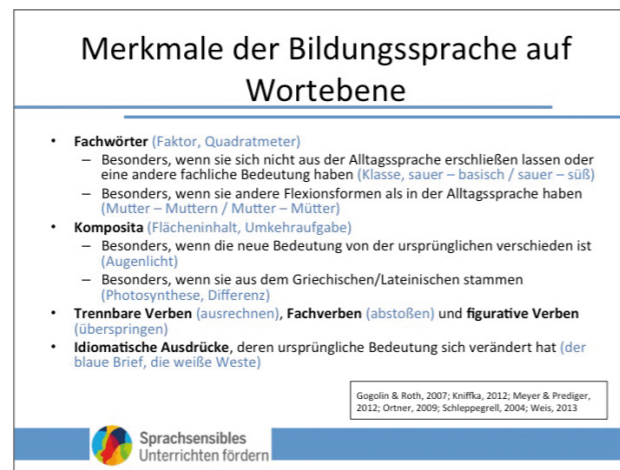 Merkmale der Bildungssprache auf
Wortebene
• Fachwörter (Faktor, Quadratmeter)
– Besonders, wenn sie sich nicht aus der Alltagssprache erschließen lassen oder
eine andere fachliche Bedeutung haben (Klasse, sauer – basisch / sauer – süß)
– Besonders, wenn sie andere Flexionsformen als in der Alltagssprache haben
(Mutter – Muttern / Mutter – Mütter)
• Komposita (Flächeninhalt, Umkehraufgabe)
– Besonders, wenn die neue Bedeutung von der ursprünglichen verschieden ist
(Augenlicht)
– Besonders, wenn sie aus dem Griechischen/Lateinischen stammen
(Photosynthese, Differenz)
• Trennbare Verben (ausrechnen), Fachverben (abstoßen) und figurative Verben
(überspringen)
• Idiomatische Ausdrücke, deren ursprüngliche Bedeutung sich verändert hat (der
blaue Brief, die weiße Weste)
Gogolin & Roth, 2007; Kniffka, 2012; Meyer & Prediger,
2012; Ortner, 2009; Schleppegrell, 2004; Weis, 2013
Sprachsensibles
Unterrichten fördern